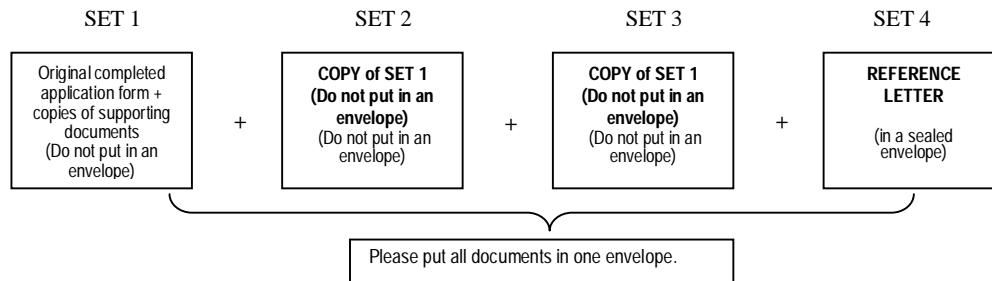 SET 1
SET 2
SET 3
SET 4
Original completed
application form +
copies of supporting
documents
(Do not put in an
envelope)
+
COPY of SET 1
(Do not put in an
envelope)
(Do not put in an
envelope)
+
COPY of SET 1
(Do not put in an
envelope)
(Do not put in an
envelope)
+
REFERENCE
LETTER
(in a sealed
envelope)
Please put all documents in one envelope.